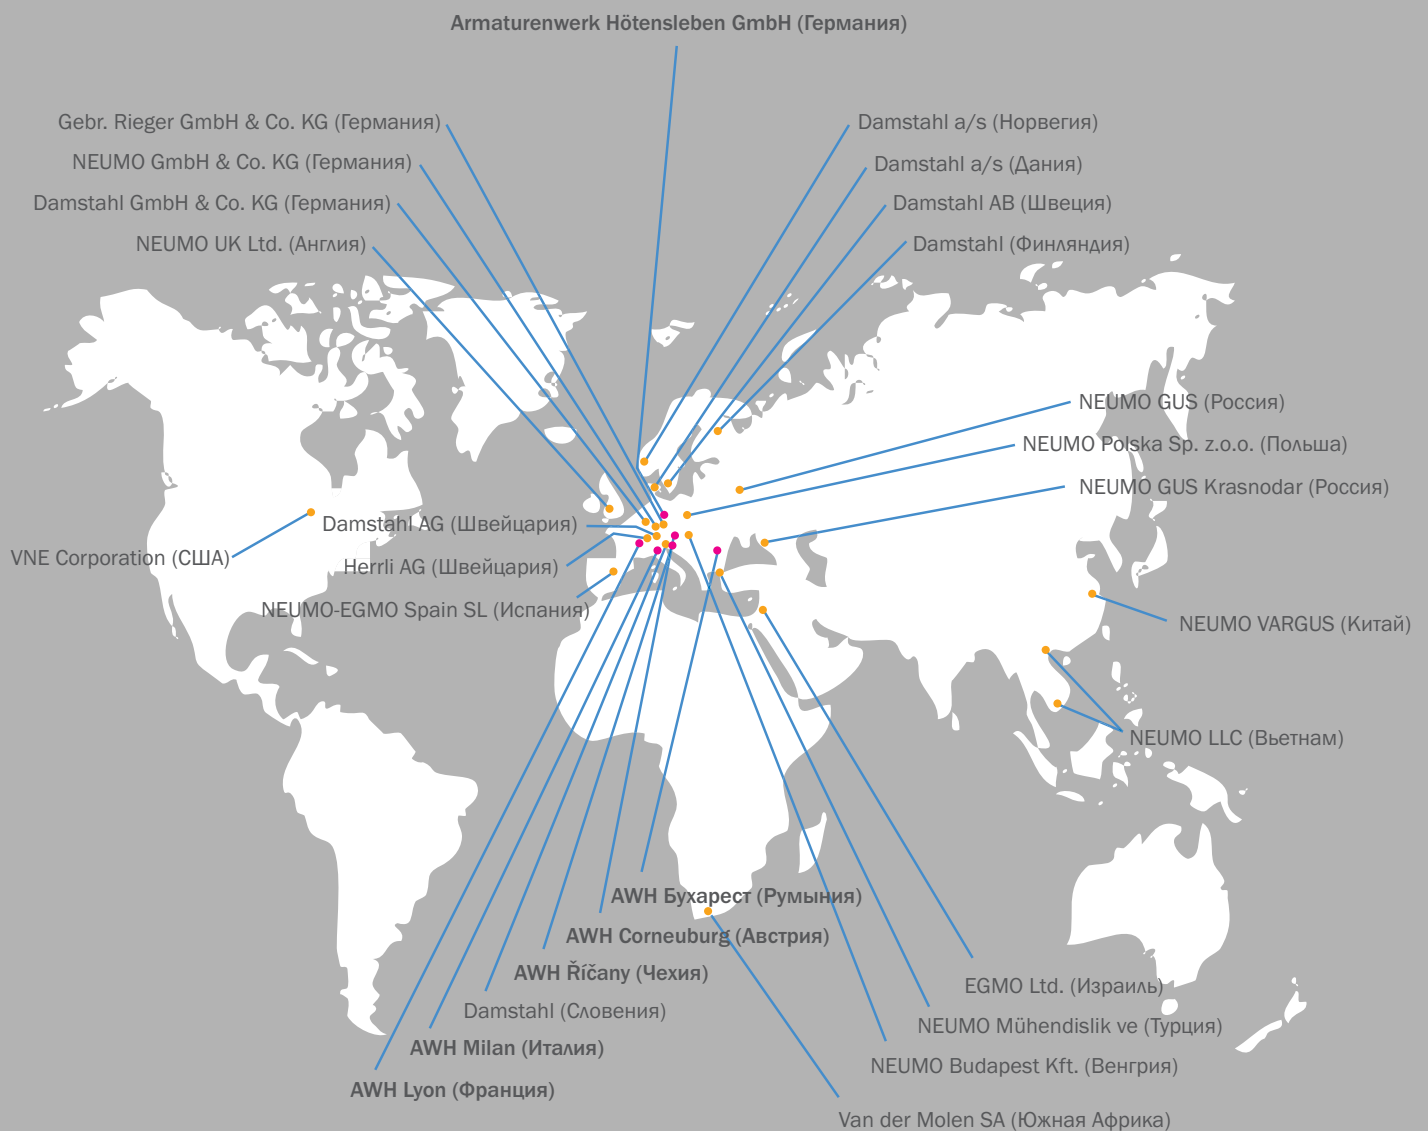 Armaturenwerk Hötensleben GmbH (Германия)
Gebr. Rieger GmbH & Co. KG (Германия)
NEUMO GmbH & Co. KG (Германия)
Damstahl GmbH & Co. KG (Германия)
NEUMO UK Ltd. (Англия)
Damstahl a/s (Норвегия)
Damstahl a/s (Дания)
Damstahl AB (Швеция)
Damstahl (Финляндия)
NEUMO GUS (Россия)
NEUMO Polska Sp. z.o.o. (Польша)
NEUMO GUS Krasnodar (Россия)
Damstahl AG (Швейцария)
VNE Corporation (США)
Herrli AG (Швейцария)
NEUMO-EGMO Spain SL (Испания)
NEUMO VARGUS (Китай)
NEUMO LLC (Вьетнам)
AWH Бухарест (Румыния)
AWH Corneuburg (Австрия)
AWH Říčany (Чехия)
Damstahl (Словения)
AWH Milan (Италия)
AWH Lyon (Франция)
EGMO Ltd. (Израиль)
NEUMO Mühendislik ve (Турция)
NEUMO Budapest Kft. (Венгрия)
Van der Molen SA (Южная Африка)